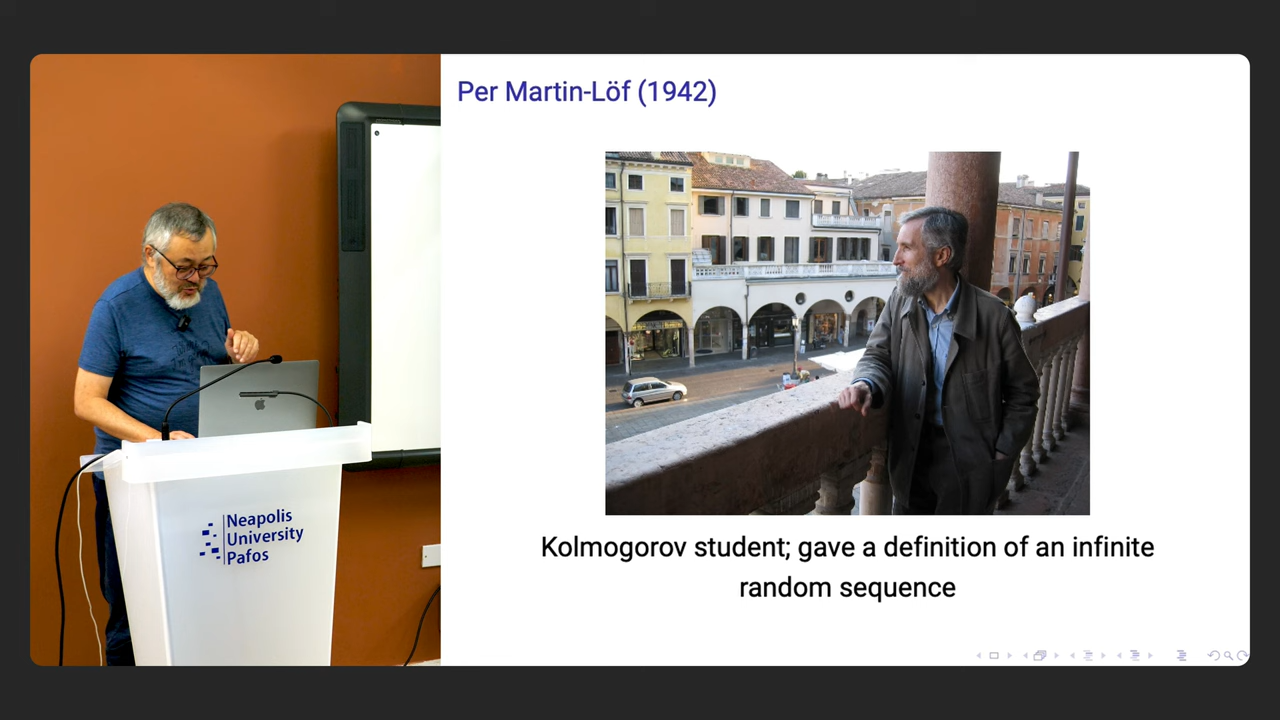 Per Martin-Löf (1942)
Kolmogorov student; gave a definition of an infinite
random sequence
Neapolis
University
Pafos